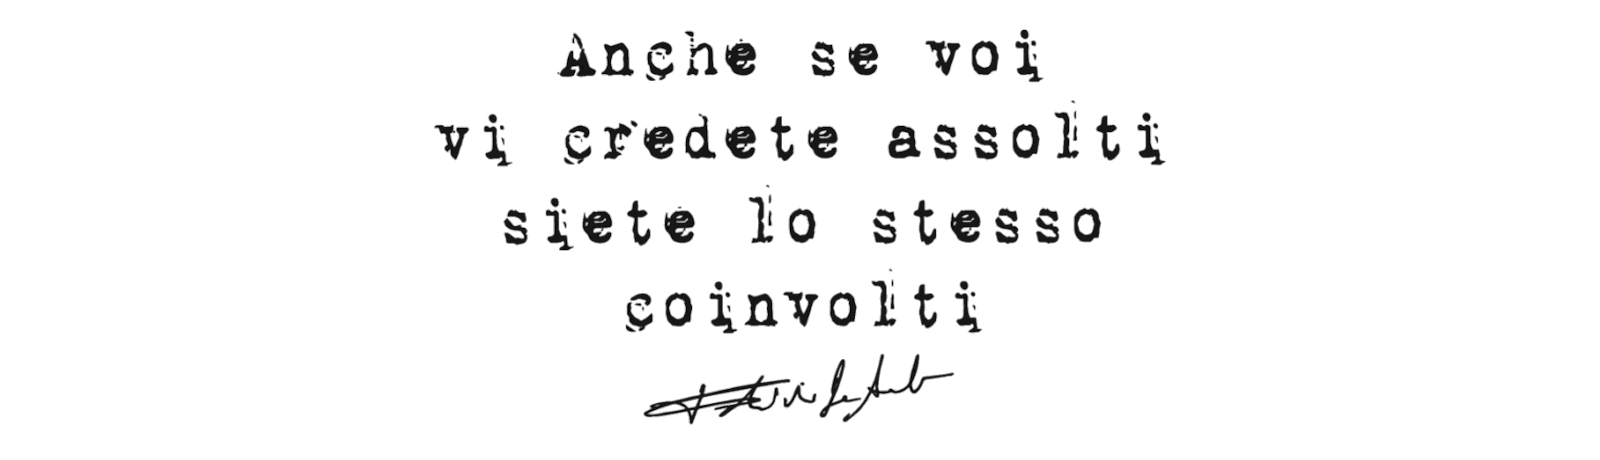 Anche se voi
vi credete assolti
siete lo stesso
coinvolti